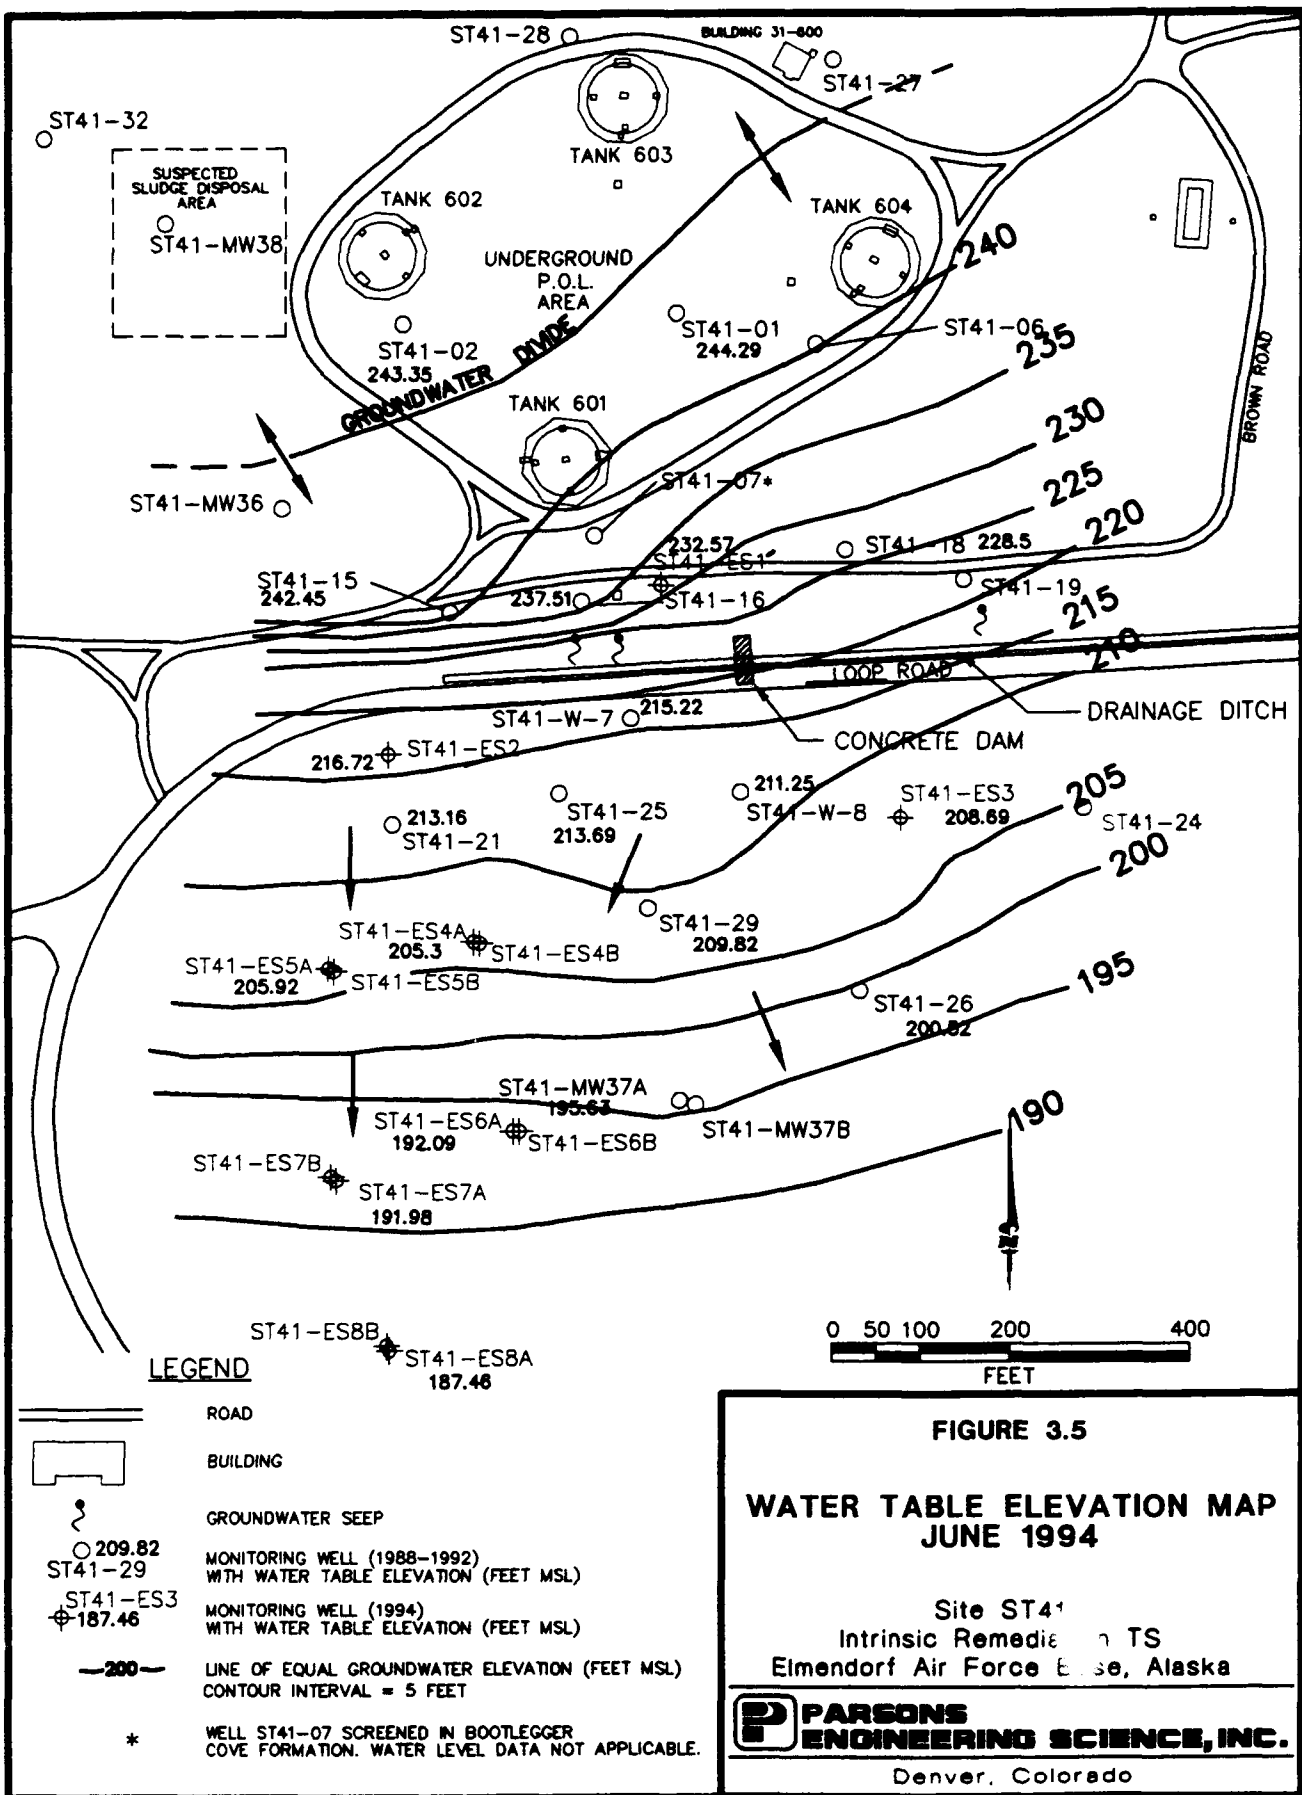 ST41-28
BUILDING 31-600
ST41-27
ST41-32
TANK 603
SUSPECTED
SLUDGE DISPOSAL
AREA
ST41-MW38
TANK 602
TANK 604
UNDERGROUND
P.O.L.
AREA
240
ST41-01
244.29
ST41-06
ST41-02
243.35
GROUNDWATER DIVIDE
235
BROWN ROAD
TANK 601
230
ST41-07*
225
ST41-MW36
220
232.57
ST41-ES1
ST41-18 228.5
ST41-15
242.45
237.51
ST41-16
ST41-19
215
210
LOOP ROAD
ST41-W-7
215.22
DRAINAGE DITCH
CONCRETE DAM
216.72
ST41-ES2
211.25
ST41-W-8
ST41-25
213.69
ST41-ES3
208.69
205
ST41-24
213.16
ST41-21
200
ST41-29
209.82
ST41-ES4A
205.3
ST41-ES4B
ST41-ES5A
205.92
ST41-ES5B
195
ST41-26
200.82
ST41-MW37A
195.63
ST41-MW37B
190
ST41-ES6A
192.09
ST41-ES6B
ST41-ES7B
ST41-ES7A
191.98
ST41-ES8B
ST41-ES8A
187.46
0 50 100 200 400
FEET
LEGEND
ROAD
BUILDING
GROUNDWATER SEEP
209.82
ST41-29
MONITORING WELL (1988-1992)
WITH WATER TABLE ELEVATION (FEET MSL)
ST41-ES3
187.46
MONITORING WELL (1994)
WITH WATER TABLE ELEVATION (FEET MSL)
200
LINE OF EQUAL GROUNDWATER ELEVATION (FEET MSL)
CONTOUR INTERVAL = 5 FEET
*
WELL ST41-07 SCREENED IN BOOTLEGGER
COVE FORMATION. WATER LEVEL DATA NOT APPLICABLE.
FIGURE 3.5
WATER TABLE ELEVATION MAP
JUNE 1994
Site ST41
Intrinsic TS
Elmendorf Air Force Alaska
PARSONS
ENGINEERING SCIENCE, INC.
Denver, Colorado